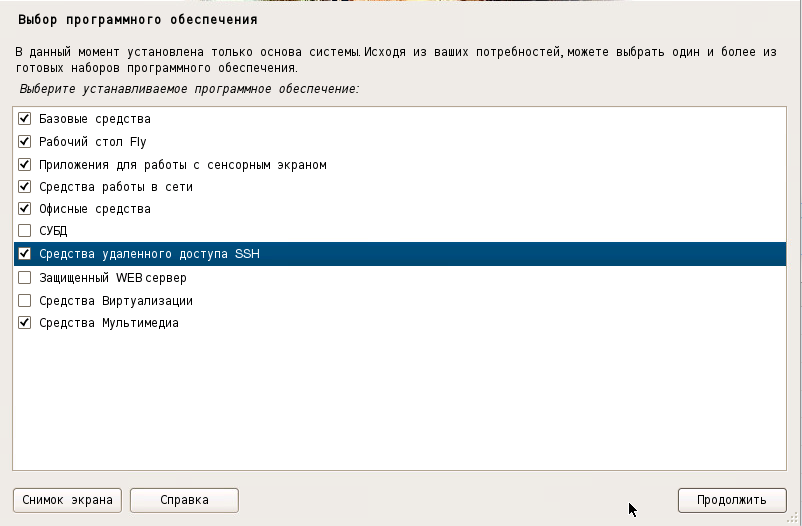 Выбор программного обеспечения
В данный момент установлена только основа системы. Исходя из ваших потребностей, можете выбрать один и более из
готовых наборов программного обеспечения.
Выберите устанавливаемое программное обеспечение:
Базовые средства
Рабочий стол Fly
Приложения для работы с сенсорным экраном
Средства работы в сети
Офисные средства
СУБД
Средства удаленного доступа SSH
Защищенный WEB сервер
Средства Виртуализации
Средства Мультимедиа
Снимок экрана
Справка
Продолжить